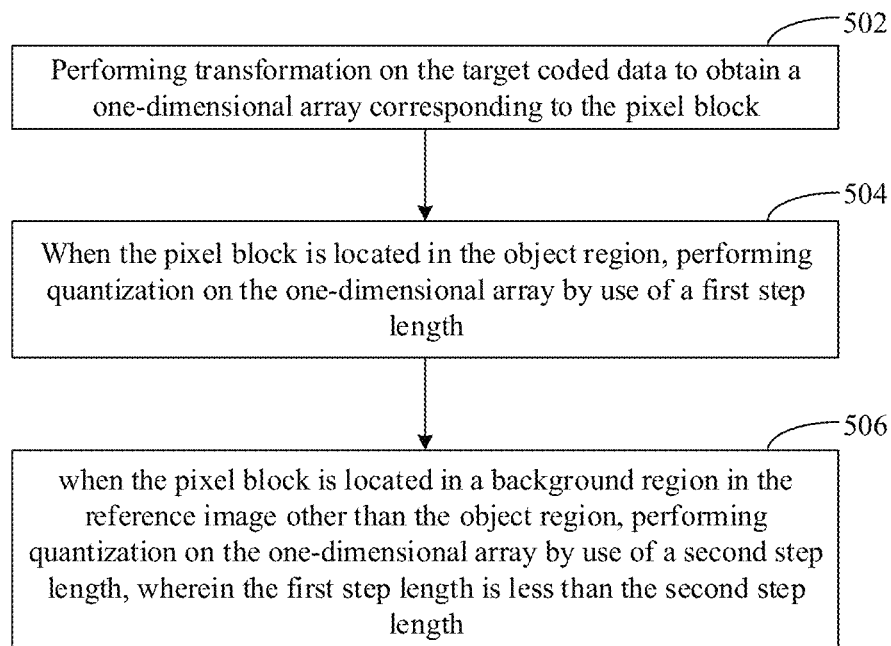 502
Performing transformation on the target coded data to obtain a
one-dimensional array corresponding to the pixel block
504
When the pixel block is located in the object region, performing
quantization on the one-dimensional array by use of a first step
length
506
when the pixel block is located in a background region in the
reference image other than the object region, performing
quantization on the one-dimensional array by use of a second step
length, wherein the first step length is less than the second step
length